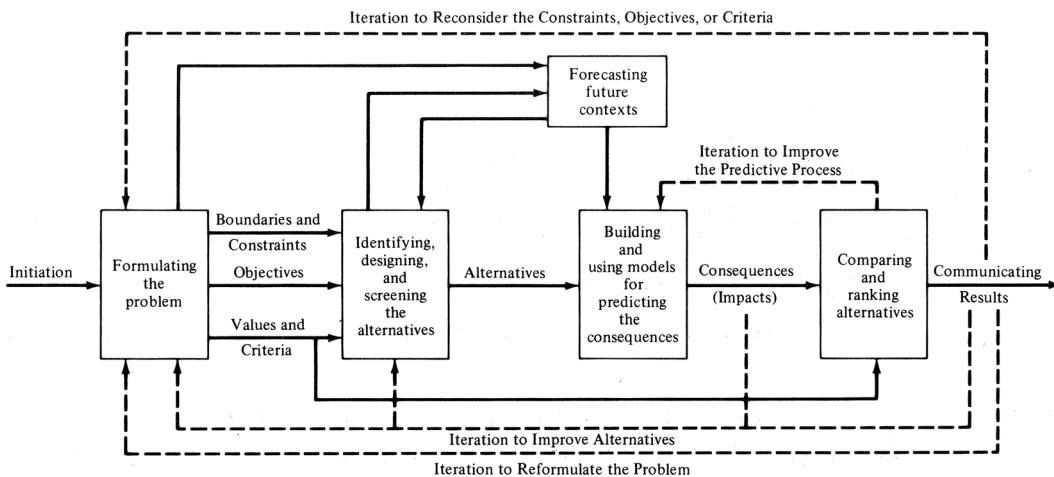 Iteration to Reconsider the Constraints, Objectives, or Criteria
Forecasting
future
contexts
Iteration to Improve
the Predictive Process
Initiation
Formulating
the
problem
Boundaries and
Constraints
Objectives
Values and
Criteria
Identifying,
designing,
and
screening
the
alternatives
Alternatives
Building
and
using models
for
predicting
the
consequences
Consequences
(Impacts)
Comparing
and
ranking
alternatives
Communicating
Results
Iteration to Improve Alternatives
Iteration to Reformulate the Problem